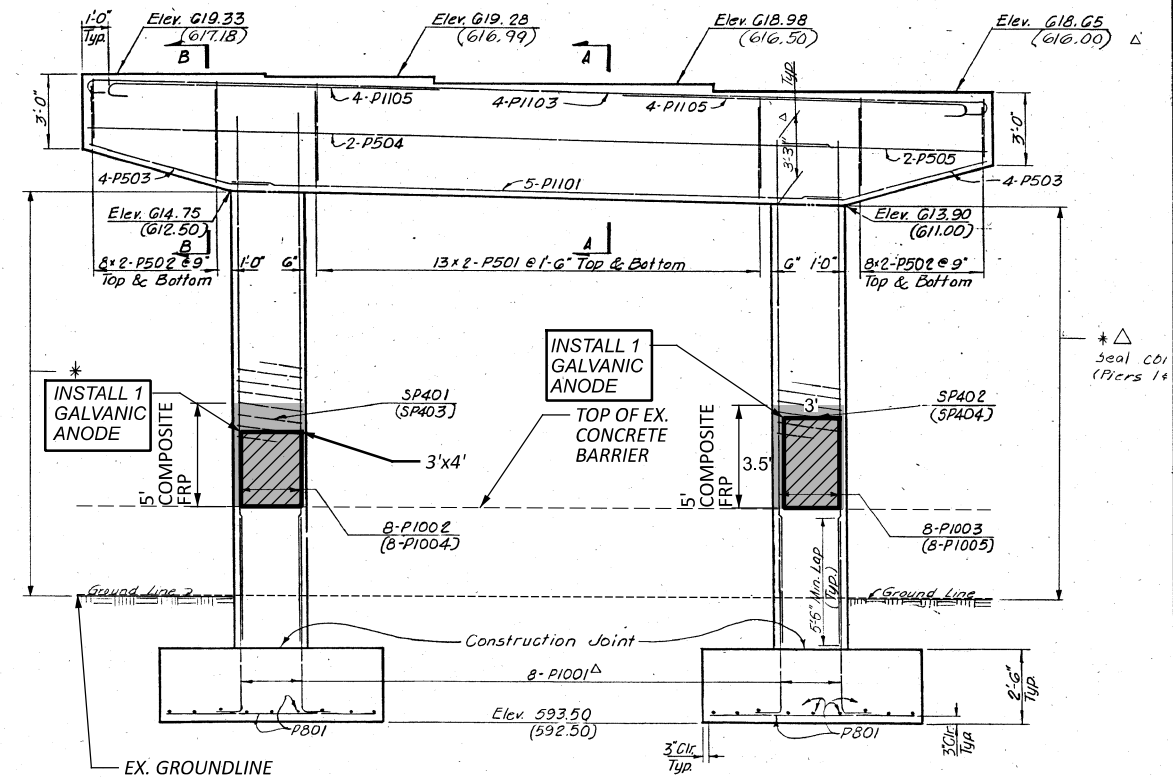 1'-0"
Typ.
Elev. 619.33
(617.18)
B
Elev. 619.28
(616.99)
A
Elev. 618.98
(616.50)
Elev. 618.65
(616.00) △
Typ.
3'-0"
4-P1105
4-P1103
4-P1105
3'-3" △
3'-0"
2-P504
2-P505
4-P503
5-P1101
4-P503
Elev. 614.75
(612.50)
Elev. 613.90
(611.00)
B
A
8x2-P502 @ 9"
Top & Bottom
1'-0" 6"
13x2-P501 @ 1'-6" Top & Bottom
6" 1'-0"
8x2-P502 @ 9"
Top & Bottom
*
* △
Seal
(Piers 1
INSTALL 1
GALVANIC
ANODE
INSTALL 1
GALVANIC
ANODE
SP401
(SP403)
TOP OF EX.
CONCRETE
BARRIER
SP402
(SP404)
5'
COMPOSITE
FRP
3'x4'
5'
COMPOSITE
FRP
3'
3.5'
8-P1002
(8-P1004)
8-P1003
(8-P1005)
5'-6" Min. Lap
(Typ.)
Ground Line
Ground Line
Construction Joint
8-P1001 △
2'-6"
Typ.
Elev. 593.50
(592.50)
P801
P801
3" Clr.
Typ.
3" Clr.
Typ.
EX. GROUNDLINE